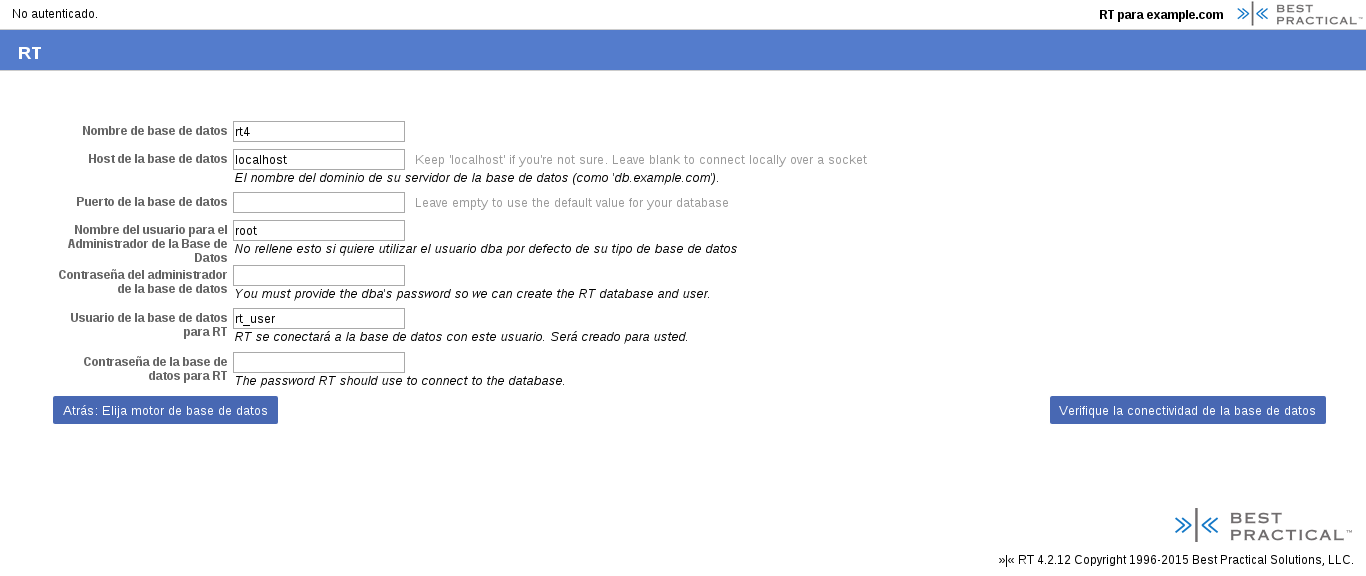 No autenticado.
RT para example.com
BEST
PRACTICAL™
RT
Nombre de base de datos
rt4
Host de la base de datos
localhost
Keep 'localhost' if you're not sure. Leave blank to connect locally over a socket
El nombre del dominio de su servidor de la base de datos (como 'db.example.com').
Puerto de la base de datos
Leave empty to use the default value for your database
Nombre del usuario para el
Administrador de la Base de
Datos
root
No rellene esto si quiere utilizar el usuario dba por defecto de su tipo de base de datos
Contraseña del administrador
de la base de datos
You must provide the dba's password so we can create the RT database and user.
Usuario de la base de datos
para RT
rt_user
RT se conectará a la base de datos con este usuario. Será creado para usted.
Contraseña de la base de
datos para RT
The password RT should use to connect to the database.
Atrás: Elija motor de base de datos
Verifique la conectividad de la base de datos
BEST
PRACTICAL™
»|« RT 4.2.12 Copyright 1996-2015 Best Practical Solutions, LLC.